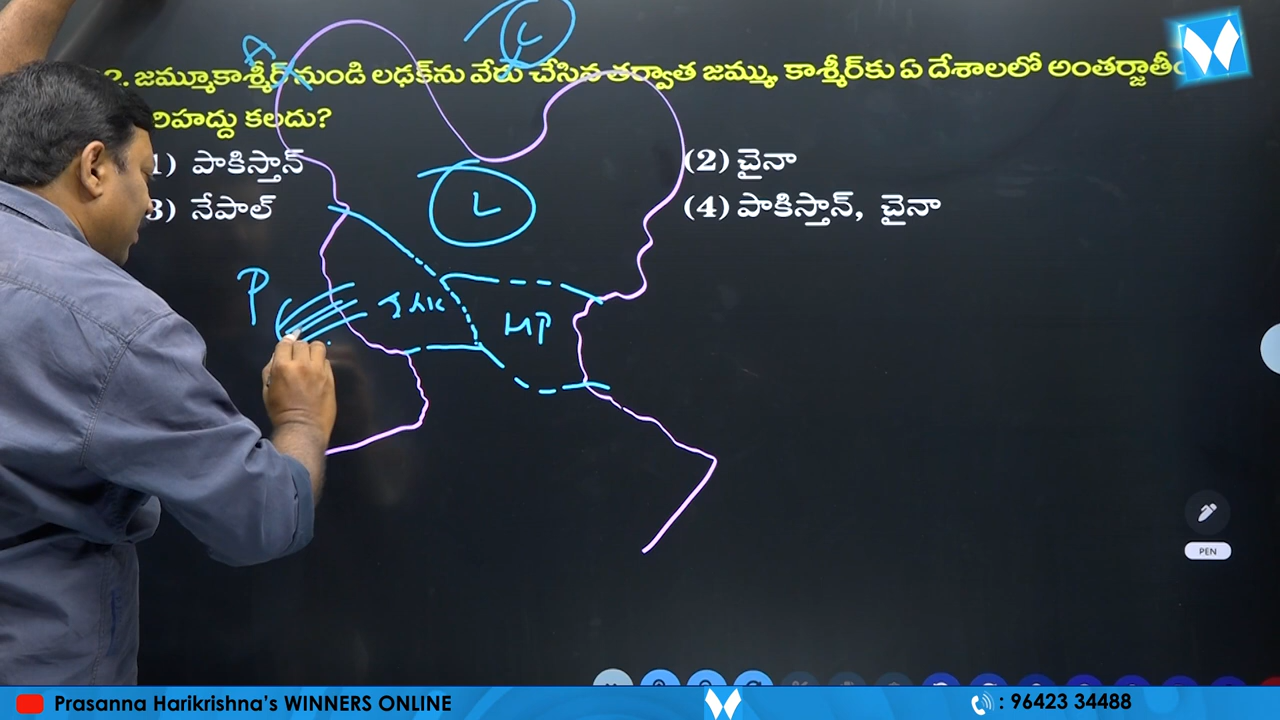 2. జమ్మూకాశ్మీర్ నుండి లఢక్‌ను వేరు చేసిన తర్వాత జమ్ము, కాశ్మీర్‌కు ఏ దేశాలలో
రిహద్దు కలదు?
1) పాకిస్తాన్ (2) చైనా
3) నేపాల్ (4) పాకిస్తాన్, చైనా
A
L
P
J&K
HP
PEN
Prasanna Harikrishna's WINNERS ONLINE
: 96423 34488